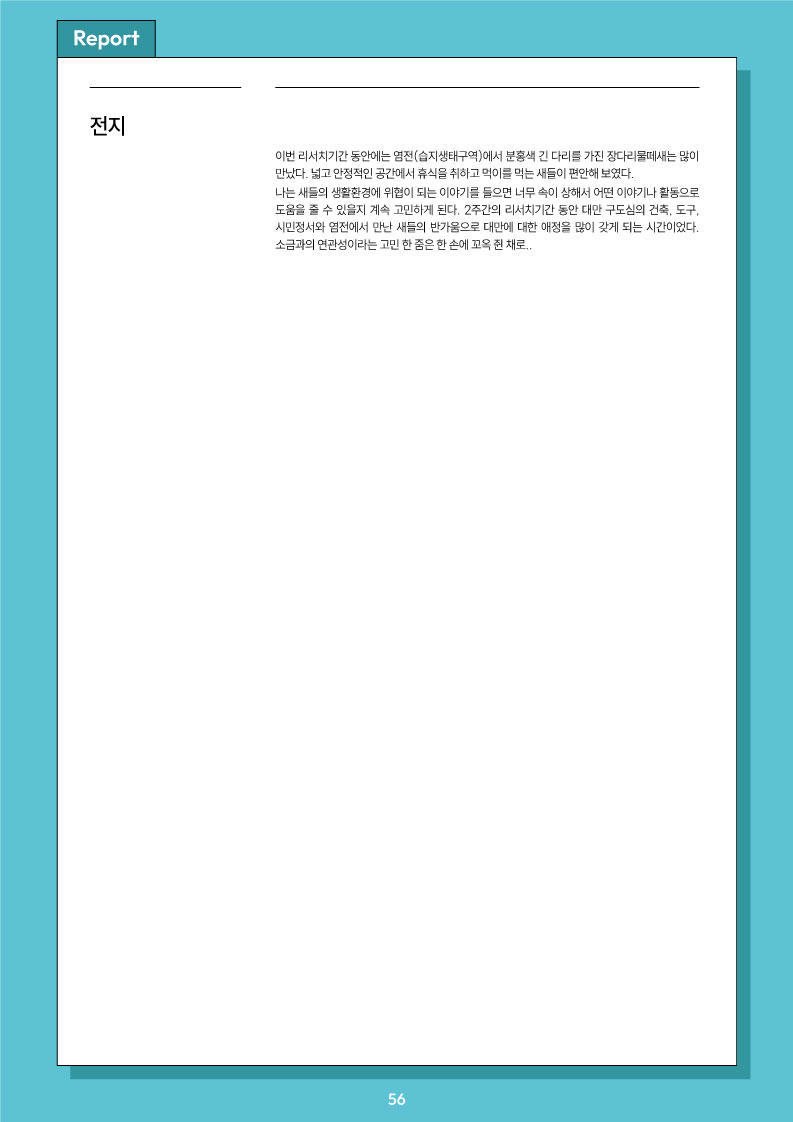 Report
전지
이번 리서치기간 동안에는 염전(습지생태구역)에서 분홍색 긴 다리를 가진 장다리물떼새는 많이
만났다. 넓고 안정적인 공간에서 휴식을 취하고 먹이를 먹는 새들이 편안해 보였다.
나는 새들의 생활환경에 위협이 되는 이야기를 들으면 너무 속이 상해서 어떤 이야기나 활동으로
도움을 줄 수 있을지 계속 고민하게 된다. 2주간의 리서치기간 동안 대만 구도심의 건축, 도구,
시민정서와 염전에서 만난 새들의 반가움으로 대만에 대한 애정을 많이 갖게 되는 시간이었다.
소금과의 연관성이라는 고민 한 줌은 한 손에 꼬옥 쥔 채로..
56